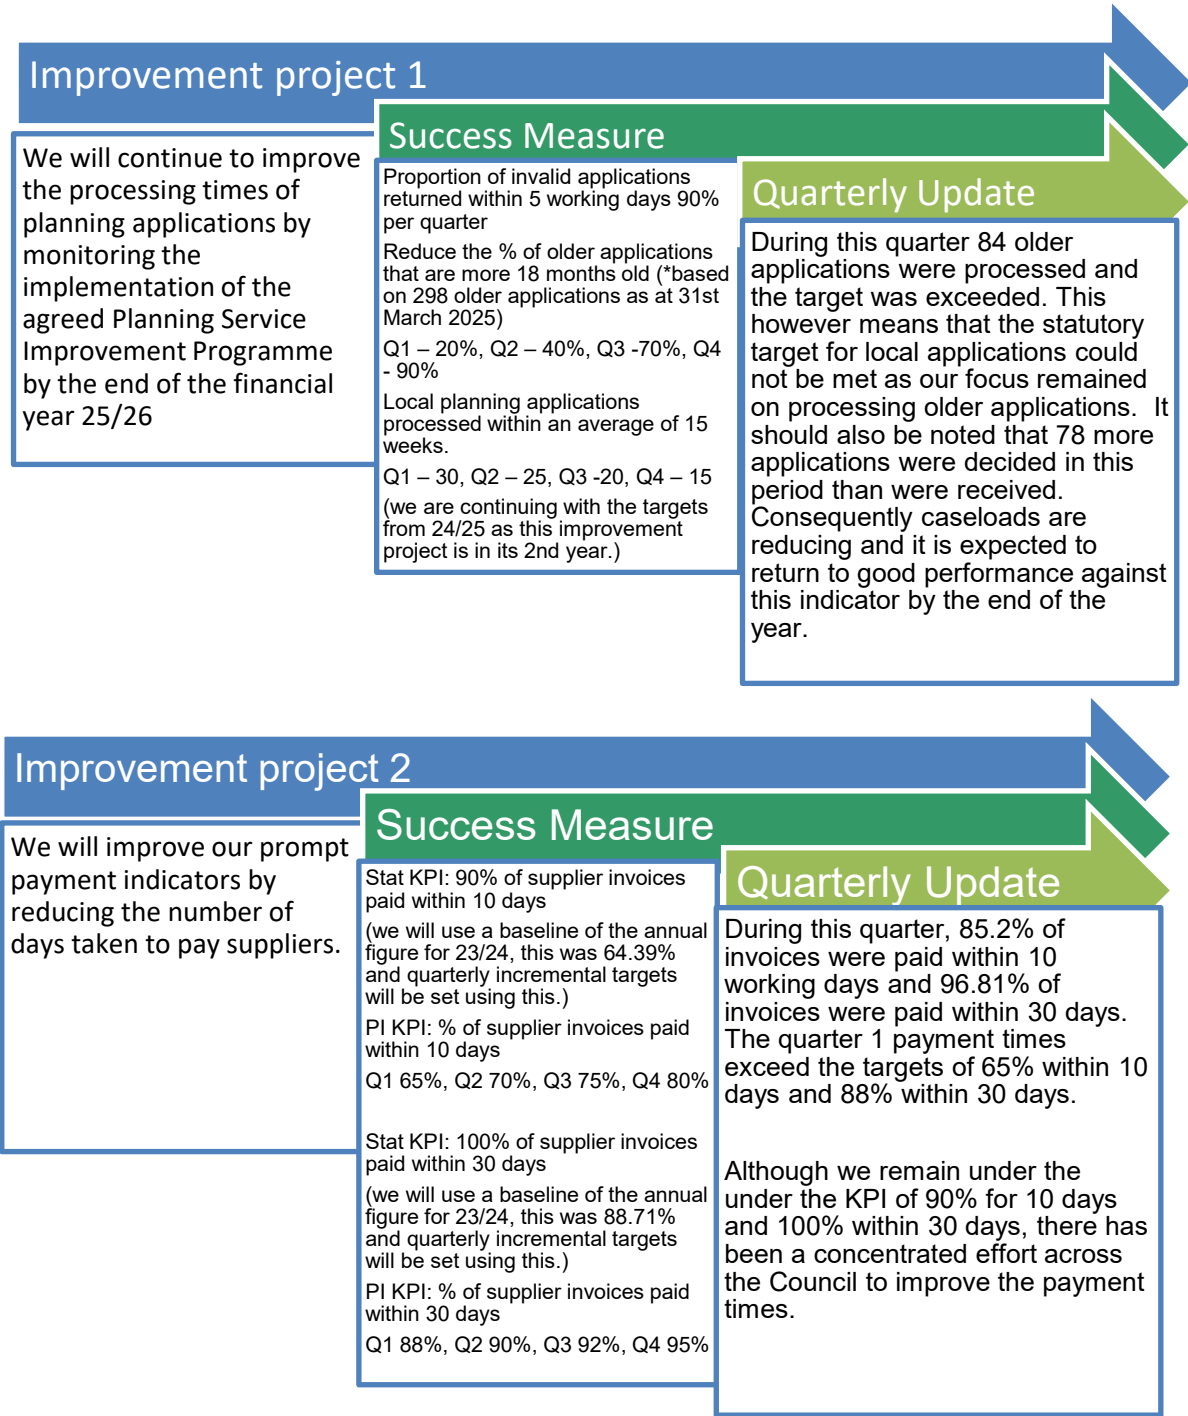 Improvement project 1
We will continue to improve
the processing times of
planning applications by
monitoring the
implementation of the
agreed Planning Service
Improvement Programme
by the end of the financial
year 25/26
Success Measure
Proportion of invalid applications
returned within 5 working days 90%
per quarter
Reduce the % of older applications
that are more 18 months old (*based
on 298 older applications as at 31st
March 2025)
Q1 – 20%, Q2 – 40%, Q3 -70%, Q4
- 90%
Local planning applications
processed within an average of 15
weeks.
Q1 – 30, Q2 – 25, Q3 -20, Q4 – 15
(we are continuing with the targets
from 24/25 as this improvement
project is in its 2nd year.)
Quarterly Update
During this quarter 84 older
applications were processed and
the target was exceeded. This
however means that the statutory
target for local applications could
not be met as our focus remained
on processing older applications.  It
should also be noted that 78 more
applications were decided in this
period than were received.
Consequently caseloads are
reducing and it is expected to
return to good performance against
this indicator by the end of the
year.
Improvement project 2
We will improve our prompt
payment indicators by
reducing the number of
days taken to pay suppliers.
Success Measure
Stat KPI: 90% of supplier invoices
paid within 10 days
(we will use a baseline of the annual
figure for 23/24, this was 64.39%
and quarterly incremental targets
will be set using this.)
PI KPI: % of supplier invoices paid
within 10 days
Q1 65%, Q2 70%, Q3 75%, Q4 80%
Stat KPI: 100% of supplier invoices
paid within 30 days
(we will use a baseline of the annual
figure for 23/24, this was 88.71%
and quarterly incremental targets
will be set using this.)
PI KPI: % of supplier invoices paid
within 30 days
Q1 88%, Q2 90%, Q3 92%, Q4 95%
Quarterly Update
During this quarter, 85.2% of
invoices were paid within 10
working days and 96.81% of
invoices were paid within 30 days.
The quarter 1 payment times
exceed the targets of 65% within 10
days and 88% within 30 days.
Although we remain under the
under the KPI of 90% for 10 days
and 100% within 30 days, there has
been a concentrated effort across
the Council to improve the payment
times.